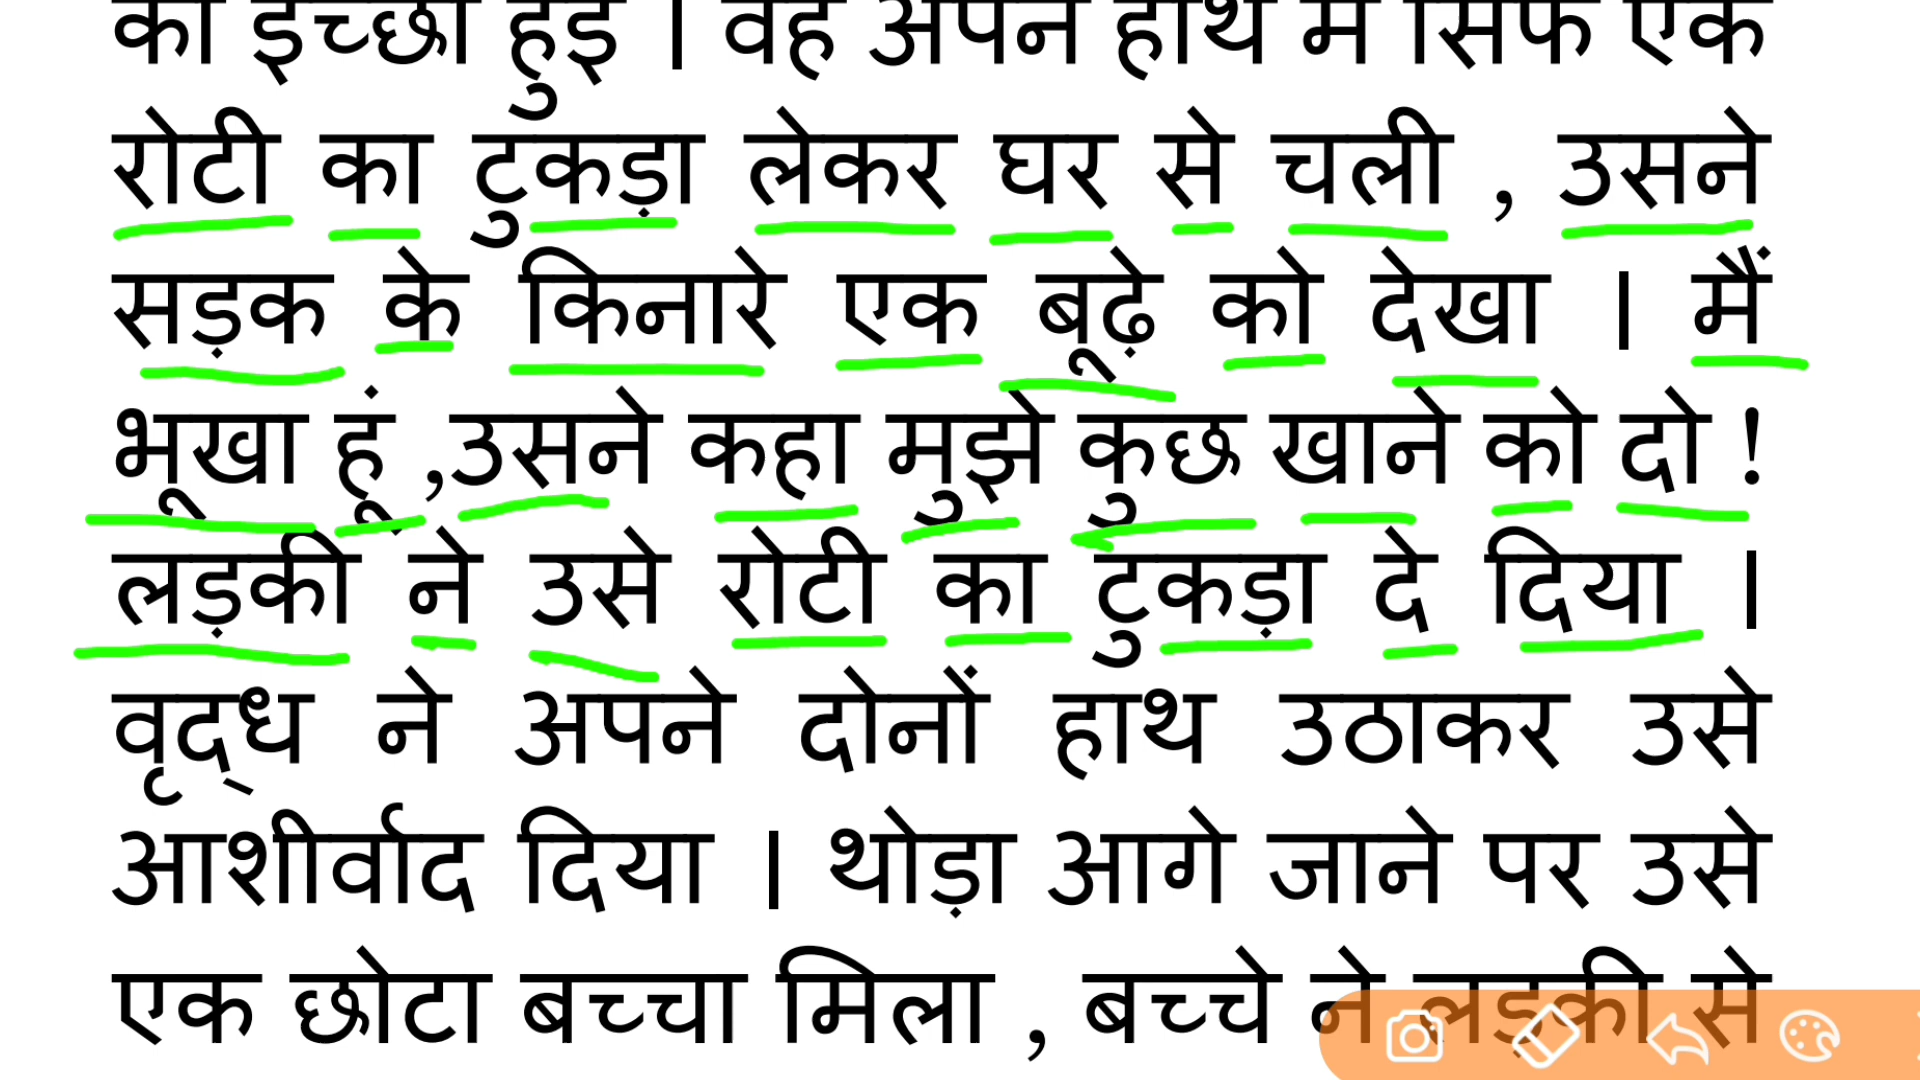 की इच्छा हुई । वह अपने हाथ में सिर्फ एक
रोटी का टुकड़ा लेकर घर से चली , उसने
सड़क के किनारे एक बूढ़े को देखा । मैं
भूखा हूं ,उसने कहा मुझे कुछ खाने को दो !
लड़की ने उसे रोटी का टुकड़ा दे दिया ।
वृद्‌ध ने अपने दोनों हाथ उठाकर उसे
आशीर्वाद दिया । थोड़ा आगे जाने पर उसे
एक छोटा बच्चा मिला , बच्चे ने लड़की से